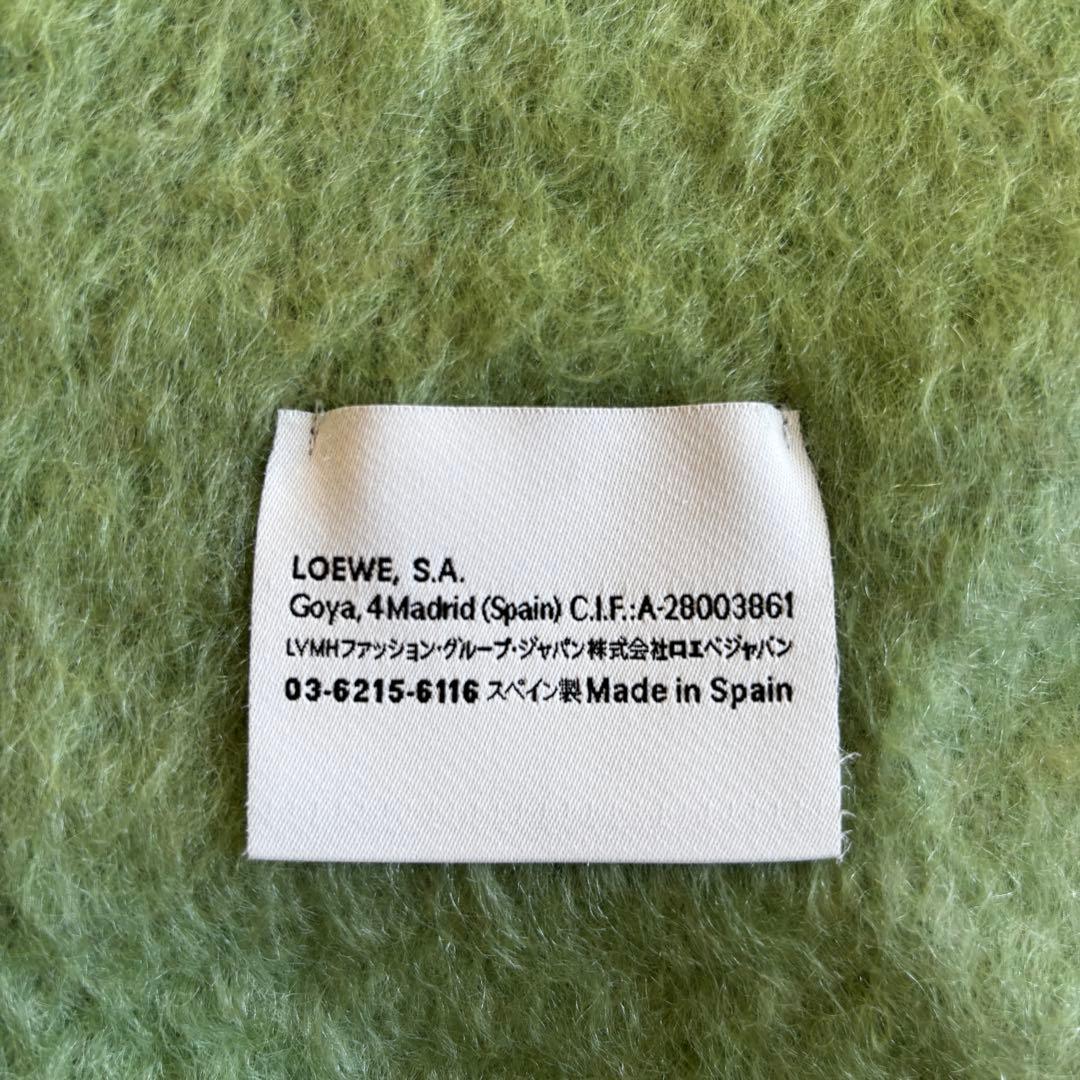 LOEWE, S.A.
Goya, 4 Madrid (Spain) C.I.F.:A-28003861
LVMHファッション・グループ・ジャパン株式会社ロエベジャパン
03-6215-6116 スペイン製 Made in Spain